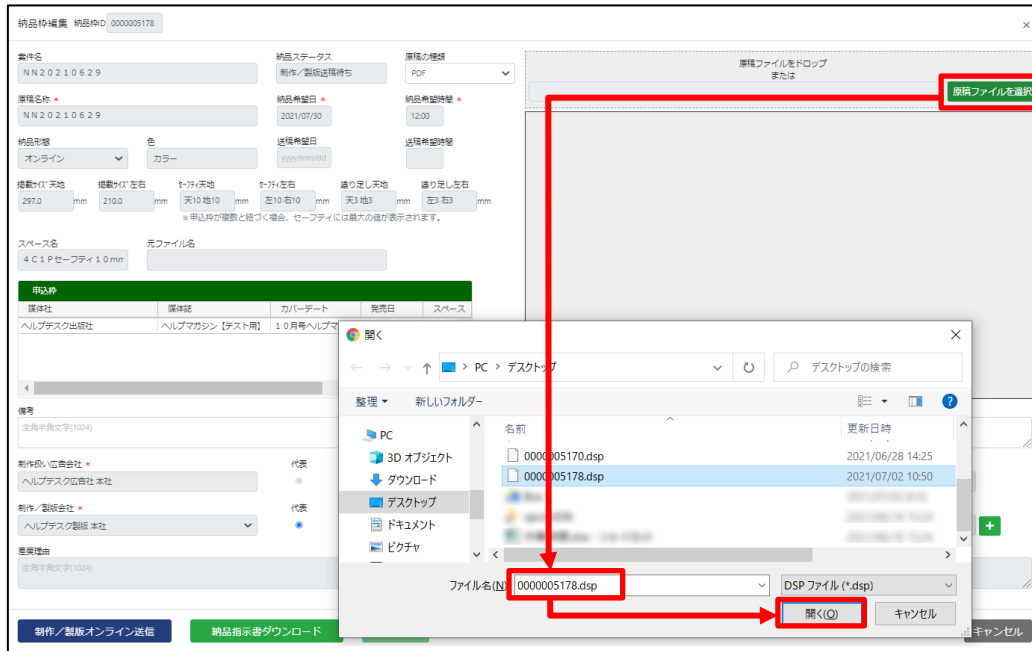 納品枠編集 納品枠ID 0000005178 ×
案件名 納品ステータス 原稿の種類
NN20210629 制作/製版送稿待ち PDF
原稿ファイルをドロップ
または
原稿ファイルを選択
原稿名称 * 納品希望日 * 納品希望時間 *
NN20210629 2021/07/30 12:00
納品形態 色 送稿希望日 送稿希望時間
オンライン カラー yyyy/mm/dd
掲載ｻｲｽﾞ天地 掲載ｻｲｽﾞ左右 ｾｰﾌﾃｨ天地 ｾｰﾌﾃｨ左右 塗り足し天地 塗り足し左右
297.0 mm 210.0 mm 天10 地10 mm 左10 右10 mm 天3 地3 mm 左3 右3 mm
※申込枠が複数と紐づく場合、セーフティには最大の値が表示されます。
スペース名 元ファイル名
４Ｃ１Ｐセーフティ１０mm
申込枠
媒体社 媒体誌 カバーデート 発売日 スペース
ヘルプデスク出版社 ヘルプマガジン【テスト用】 １０月号ヘルプマ
備考
全角半角文字(1024)
制作扱い広告会社 * 代表
ヘルプデスク広告社 本社
制作/製版会社 * 代表
ヘルプデスク製版 本社
差戻理由
全角半角文字(1024)
制作/製版オンライン送信 納品指示書ダウンロード キャンセル
開く ×
PC > デスクトップ デスクトップの検索
整理 新しいフォルダー
名前 更新日時
PC
3D オブジェクト
ダウンロード
デスクトップ
ドキュメント
ピクチャ
0000005170.dsp 2021/06/28 14:25
0000005178.dsp 2021/07/02 10:50
ファイル名(N) 0000005178.dsp DSP ファイル (*.dsp)
開く(O) キャンセル